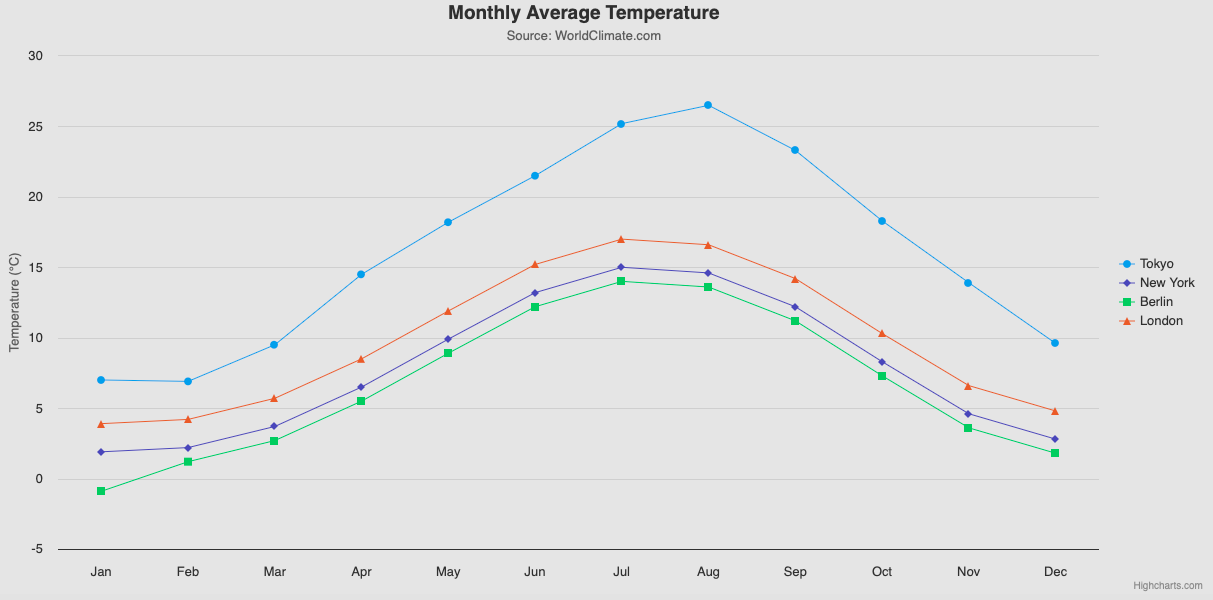 Monthly Average Temperature
Source: WorldClimate.com
Temperature (°C)
30
25
20
15
10
5
0
-5
Jan Feb Mar Apr May Jun Jul Aug Sep Oct Nov Dec
Tokyo
New York
Berlin
London
Highcharts.com